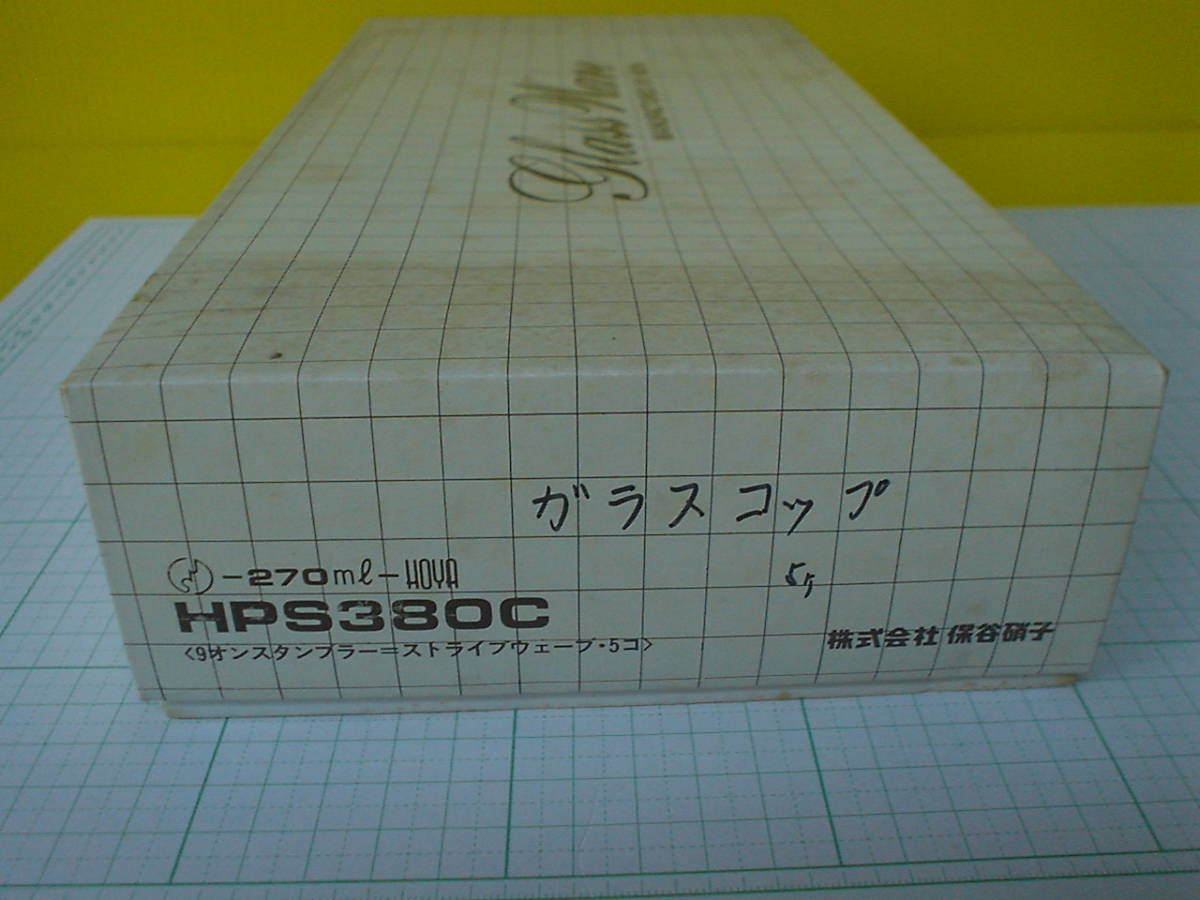 Glass Ware
ガラスコップ
5ヶ
-270ml-HOYA
HPS380C
〈9オンスタンブラー=ストライプウェーブ・5コ〉
株式会社 保谷硝子